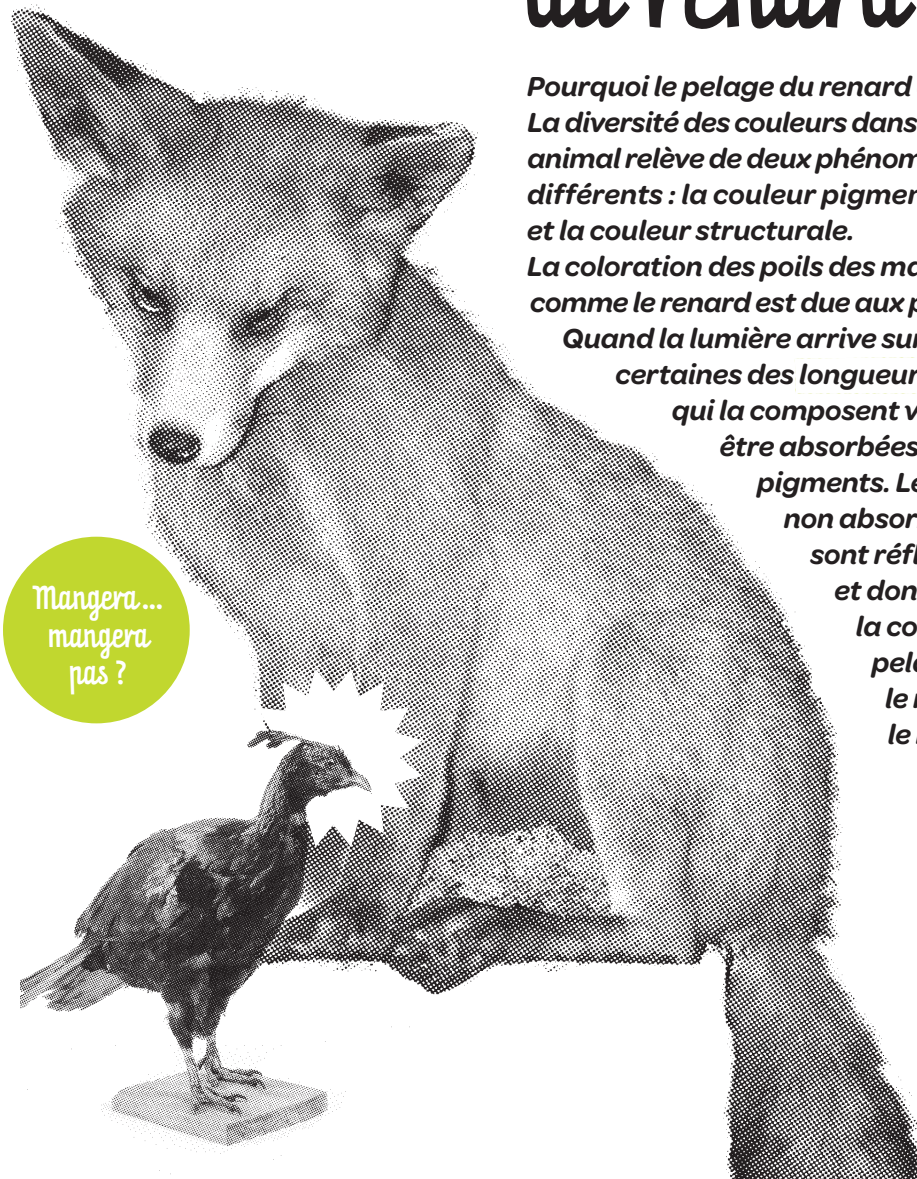 du renard
Pourquoi le pelage du renard
La diversité des couleurs dans
animal relève de deux phénom
différents : la couleur pigmen
et la couleur structurale.
La coloration des poils des ma
comme le renard est due aux p
Quand la lumière arrive sur
certaines des longueur
qui la composent v
être absorbées
pigments. Le
non absor
sont réfl
et don
la co
pela
le
le
Mangera...
mangera
pas ?